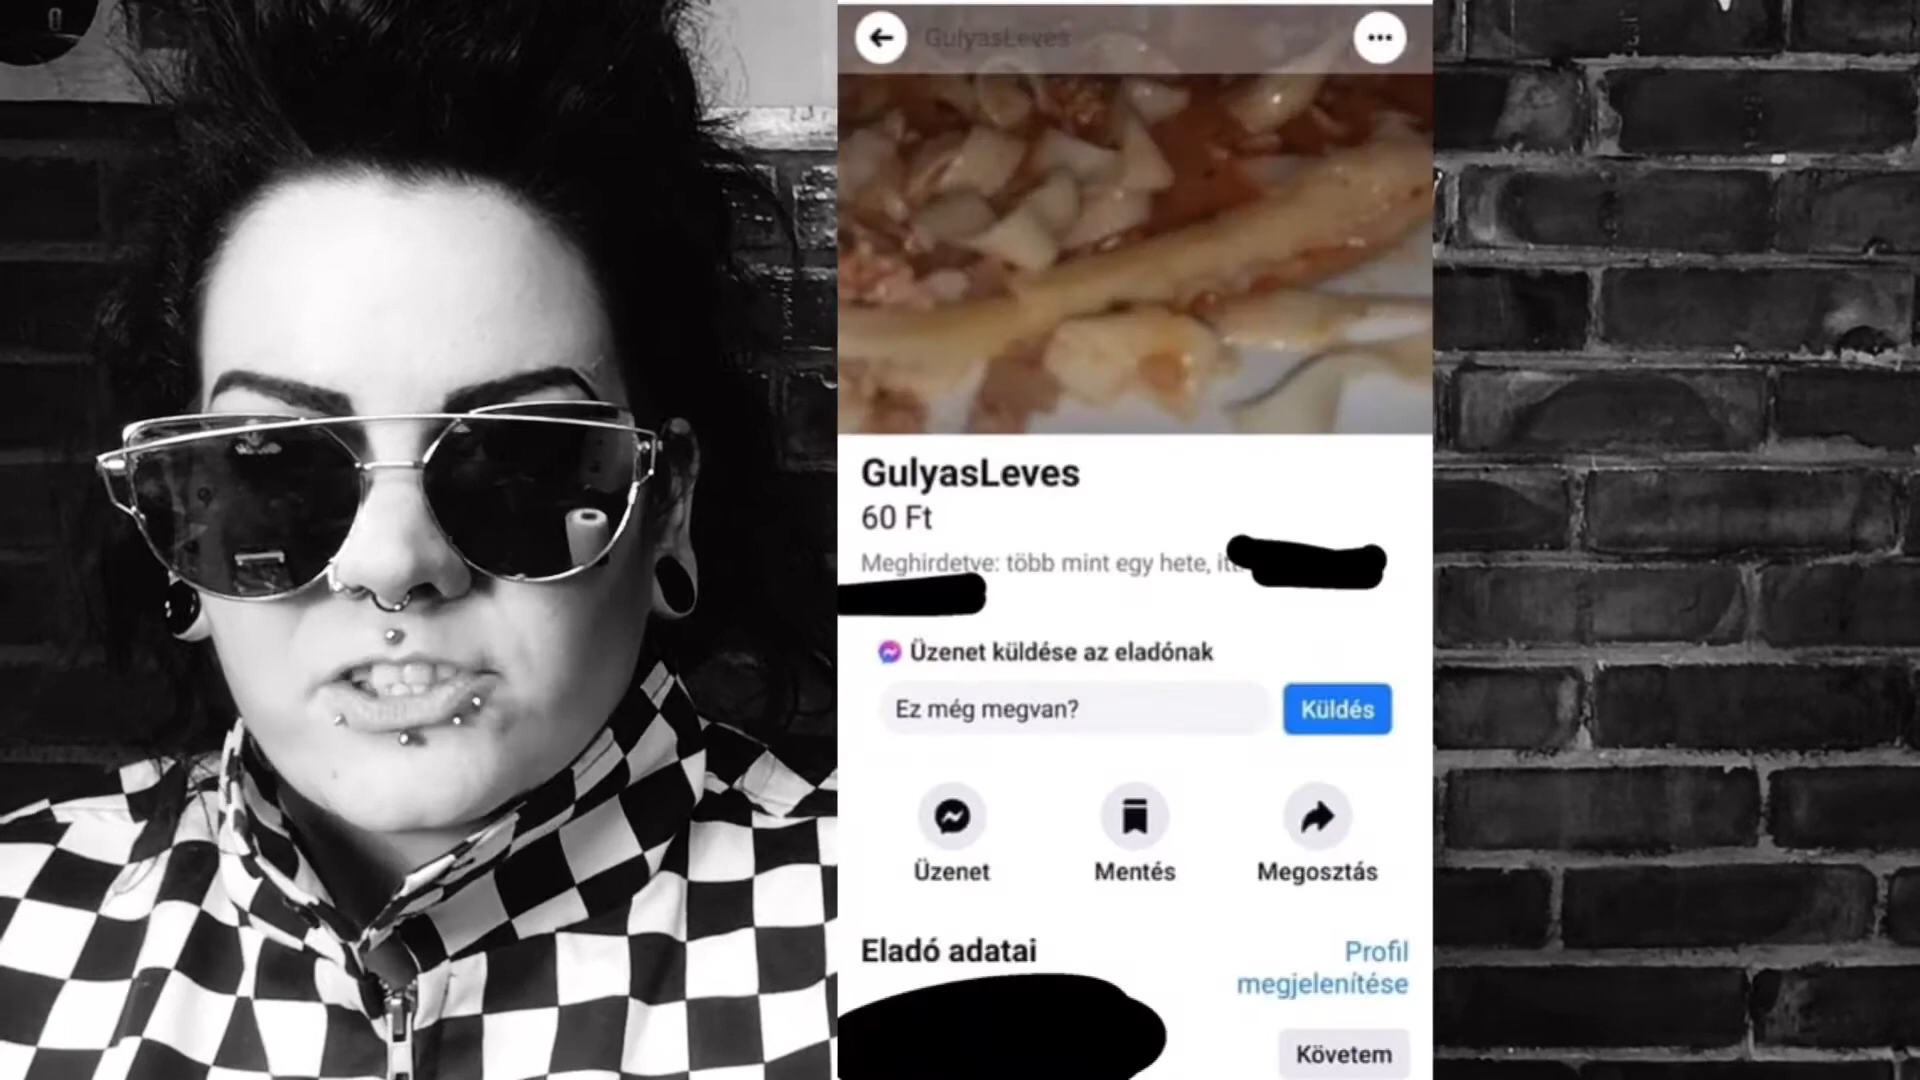 GulyasLeves
GulyasLeves
60 Ft
Meghirdetve: több mint egy hete, itt:
Üzenet küldése az eladónak
Ez még megvan?
Küldés
Üzenet
Mentés
Megosztás
Eladó adatai
Profil
megjelenítése
Követem